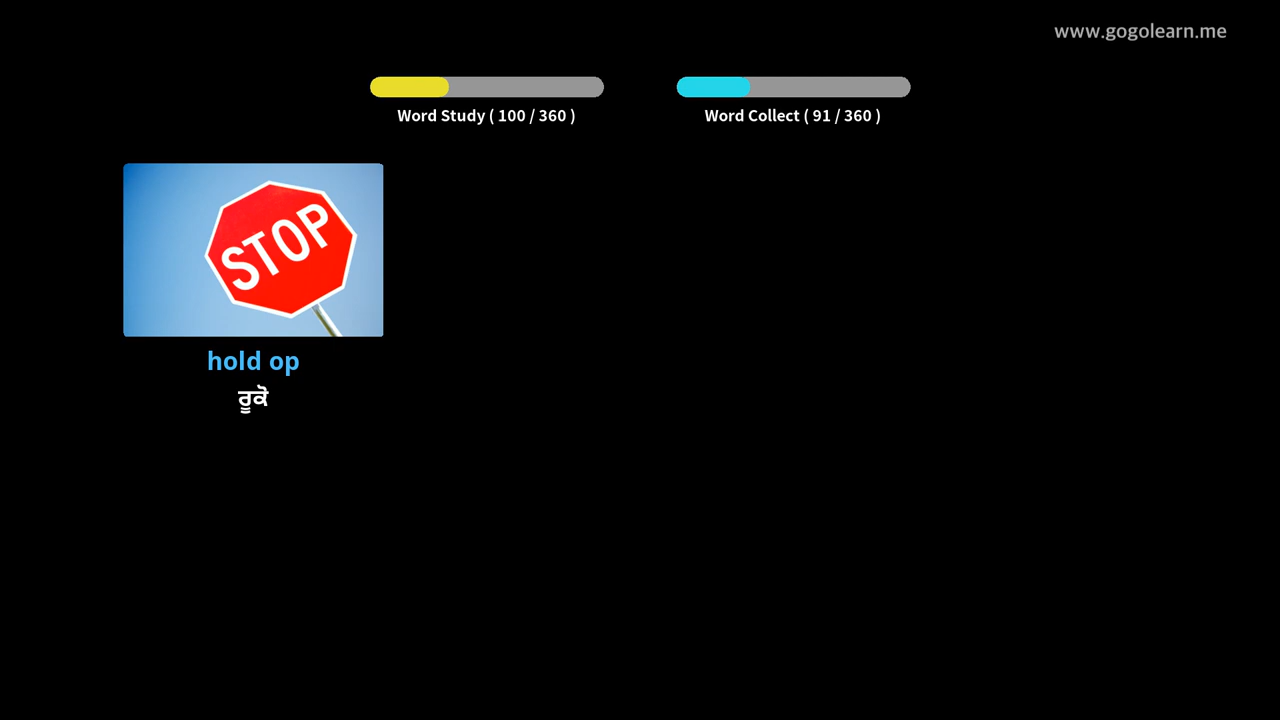 www.gogolearn.me
Word Study ( 100 / 360 )
Word Collect ( 91 / 360 )
STOP
hold op
ਰੂਕੋ